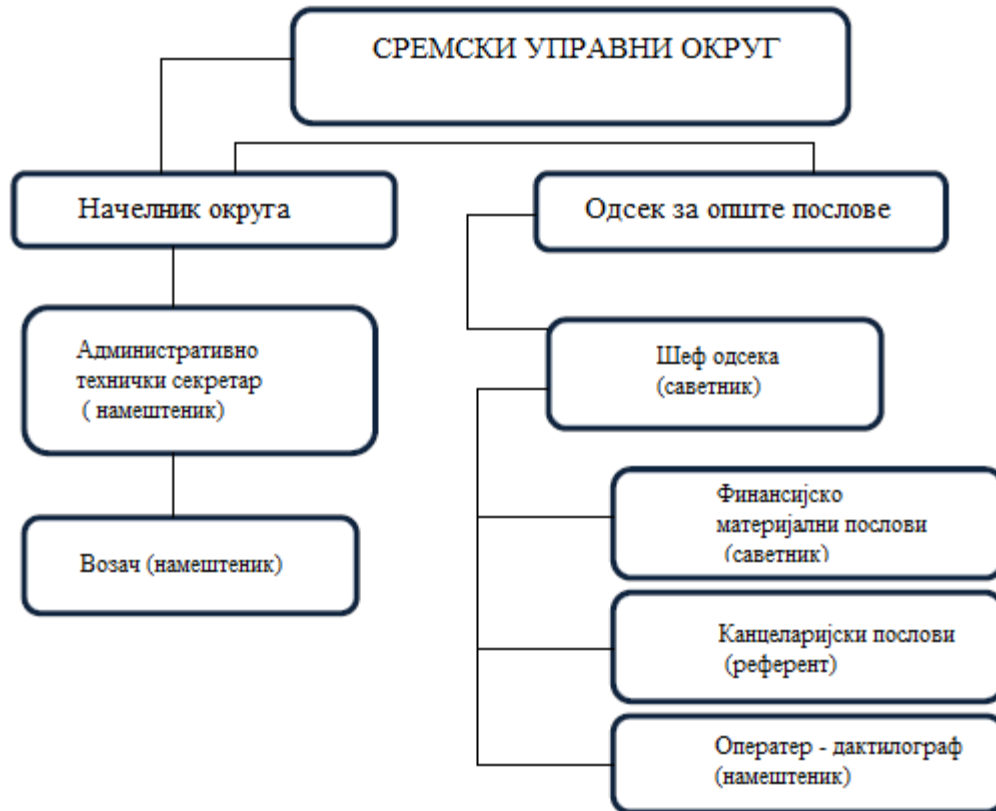 СРЕМСКИ УПРАВНИ ОКРУГ
Начелник округа
Одсек за опште послове
Административно
технички секретар
( намештеник)
Шеф одсека
(саветник)
Возач (намештеник)
Финансијско
материјални послови
(саветник)
Канцеларијски послови
(референт)
Оператер - дактилограф
(намештеник)